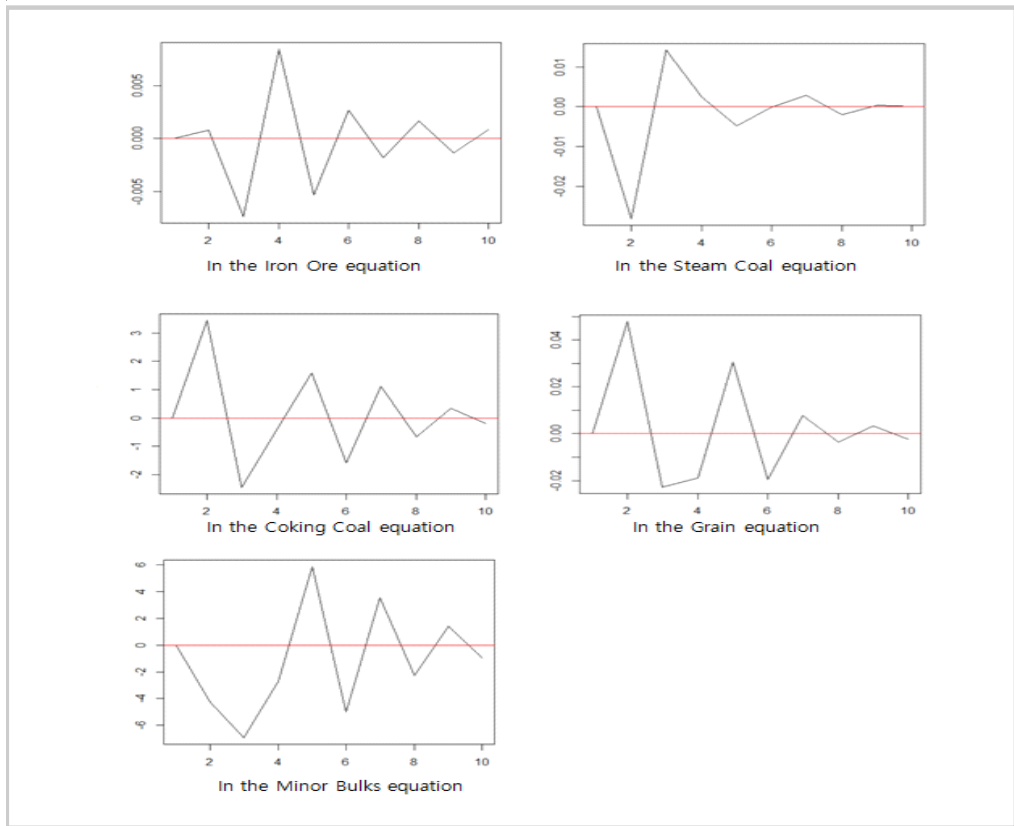 0.005
0.000
-0.005
2 4 6 8 10
In the Iron Ore equation
0.01
0.00
-0.01
-0.02
2 4 6 8 10
In the Steam Coal equation
3
2
1
0
-1
-2
2 4 6 8 10
In the Coking Coal equation
0.04
0.02
0.00
-0.02
2 4 6 8 10
In the Grain equation
6
4
2
0
-2
-4
-6
2 4 6 8 10
In the Minor Bulks equation